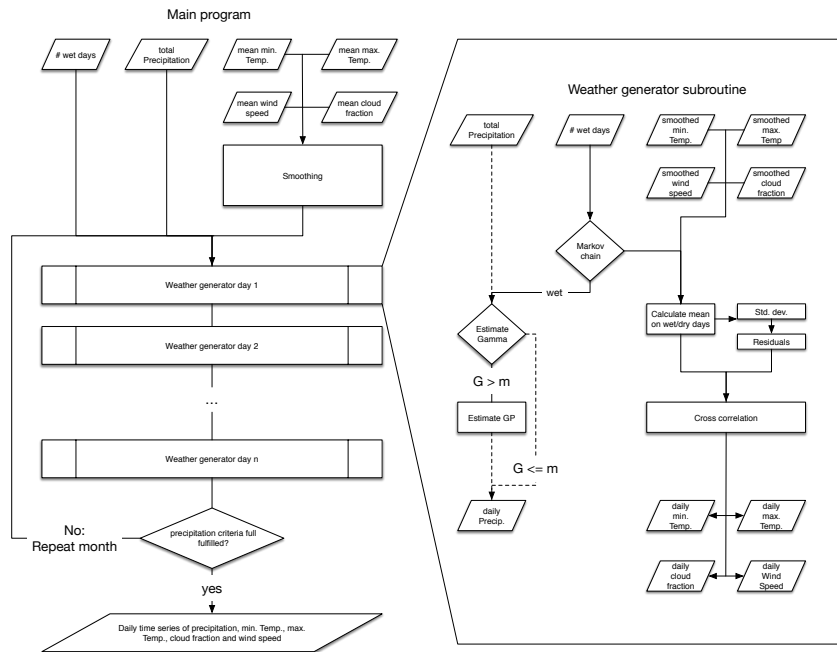 Main program
# wet days
total
Precipitation
mean min.
Temp.
mean max.
Temp.
mean wind
speed
mean cloud
fraction
Smoothing
Weather generator day 1
Weather generator day 2
...
Weather generator day n
No:
Repeat month
precipitation criteria full
fulfilled?
yes
Daily time series of precipitation, min. Temp., max.
Temp., cloud fraction and wind speed
Weather generator subroutine
total
Precipitation
# wet days
smoothed
min.
Temp.
smoothed
max.
Temp
smoothed
wind
speed
smoothed
cloud
fraction
Markov
chain
wet
Estimate
Gamma
Calculate mean
on wet/dry days
Std. dev.
Residuals
G > m
Estimate GP
Cross correlation
G <= m
daily
Precip.
daily
min.
Temp.
daily
max.
Temp.
daily
cloud
fraction
daily
Wind
Speed